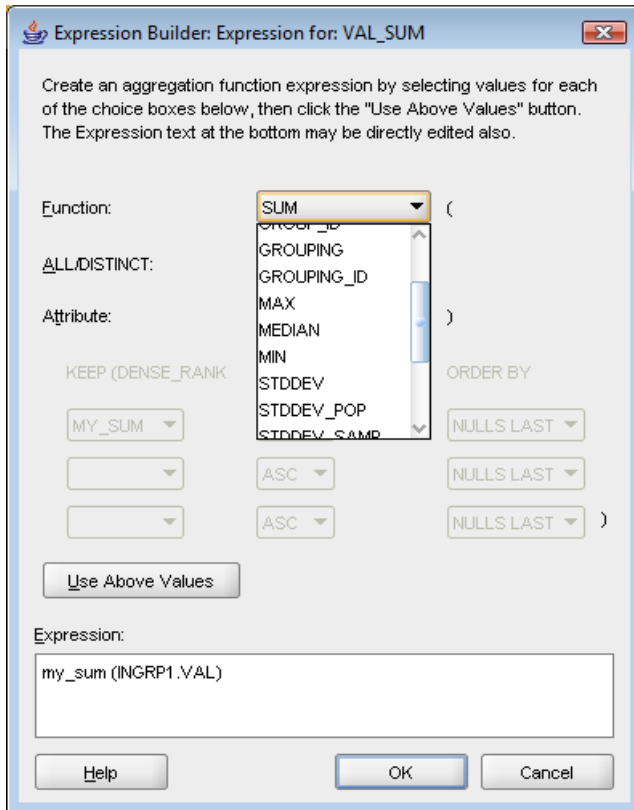 Expression Builder: Expression for: VAL_SUM
Create an aggregation function expression by selecting values for each
of the choice boxes below, then click the "Use Above Values" button.
The Expression text at the bottom may be directly edited also.
Function: SUM (
GROUP_ID
GROUPING
ALL/DISTINCT:
GROUPING_ID
MAX
Attribute: )
MEDIAN
MIN
KEEP (DENSE_RANK ORDER BY
STDDEV
STDDEV_POP
MY_SUM NULLS LAST
STDDEV_SAMP
ASC NULLS LAST
ASC NULLS LAST )
Use Above Values
Expression:
my_sum (INGRP1.VAL)
Help OK Cancel